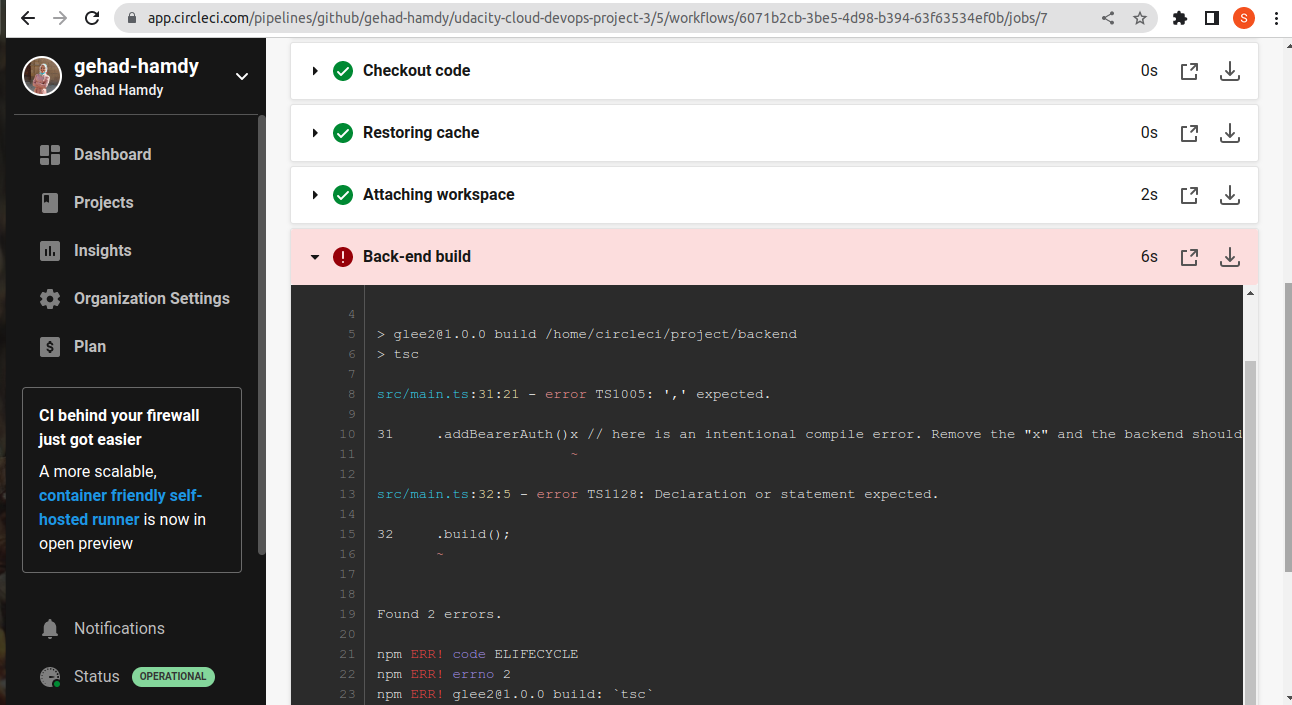 app.circleci.com/pipelines/github/gehad-hamdy/udacity-cloud-devops-project-3/5/workflows/6071b2cb-3be5-4d98-b394-63f63534ef0b/jobs/7
S
gehad-hamdy
Gehad Hamdy
Dashboard
Projects
Insights
Organization Settings
Plan
CI behind your firewall
just got easier
A more scalable,
container friendly self-
hosted runner is now in
open preview
Notifications
Status OPERATIONAL
Checkout code 0s
Restoring cache 0s
Attaching workspace 2s
Back-end build 6s
4
5 > glee2@1.0.0 build /home/circleci/project/backend
6 > tsc
7
8 src/main.ts:31:21 - error TS1005: ',' expected.
9
10 31     .addBearerAuth()x // here is an intentional compile error. Remove the "x" and the backend should
11 ~
12
13 src/main.ts:32:5 - error TS1128: Declaration or statement expected.
14
15 32     .build();
16 ~
17
18
19 Found 2 errors.
20
21 npm ERR! code ELIFECYCLE
22 npm ERR! errno 2
23 npm ERR! glee2@1.0.0 build: `tsc`